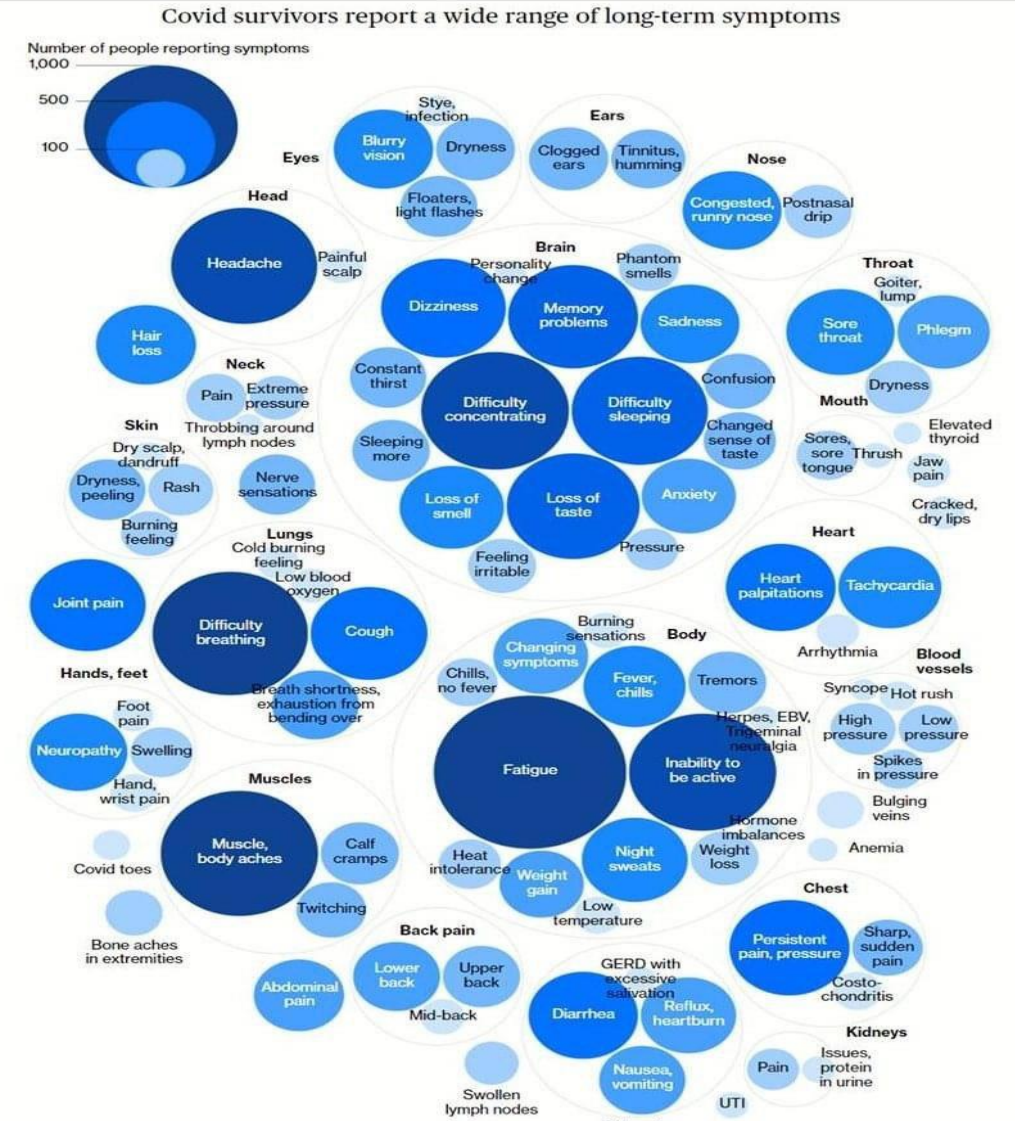 Covid survivors report a wide range of long-term symptoms
Number of people reporting symptoms
1,000
500
100
Eyes
Stye,
infection
Blurry
vision
Dryness
Floaters,
light flashes
Ears
Clogged
ears
Tinnitus,
humming
Nose
Congested,
runny nose
Postnasal
drip
Head
Headache
Painful
scalp
Hair
loss
Brain
Personality
change
Phantom
smells
Dizziness
Memory
problems
Sadness
Constant
thirst
Difficulty
concentrating
Difficulty
sleeping
Confusion
Sleeping
more
Changed
sense of
taste
Loss of
smell
Loss of
taste
Anxiety
Feeling
irritable
Pressure
Throat
Goiter,
lump
Sore
throat
Phlegm
Dryness
Mouth
Sores,
sore
tongue
Thrush
Elevated
thyroid
Jaw
pain
Cracked,
dry lips
Neck
Pain
Extreme
pressure
Throbbing around
lymph nodes
Skin
Dry scalp,
dandruff
Dryness,
peeling
Rash
Burning
feeling
Nerve
sensations
Lungs
Cold burning
feeling
Low blood
oxygen
Difficulty
breathing
Cough
Breath shortness,
exhaustion from
bending over
Joint pain
Heart
Heart
palpitations
Tachycardia
Arrhythmia
Blood
vessels
Syncope
Hot rush
High
pressure
Low
pressure
Spikes
in pressure
Bulging
veins
Anemia
Body
Burning
sensations
Changing
symptoms
Chills,
no fever
Fever,
chills
Tremors
Herpes, EBV,
Trigeminal
neuralgia
Fatigue
Inability to
be active
Hormone
imbalances
Heat
intolerance
Weight
gain
Night
sweats
Weight
loss
Low
temperature
Hands, feet
Foot
pain
Neuropathy
Swelling
Hand,
wrist pain
Covid toes
Bone aches
in extremities
Muscles
Muscle,
body aches
Calf
cramps
Twitching
Back pain
Lower
back
Upper
back
Mid-back
Abdominal
pain
Swollen
lymph nodes
GERD with
excessive
salivation
Diarrhea
Reflux,
heartburn
Nausea,
vomiting
Chest
Persistent
pain, pressure
Sharp,
sudden
pain
Costo-
chondritis
Kidneys
Pain
Issues,
protein
in urine
UTI